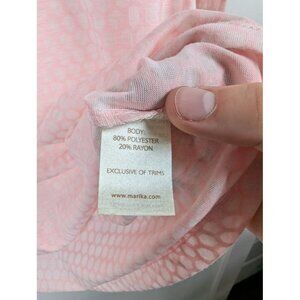 BODY:
80% POLYESTER
20% RAYON
EXCLUSIVE OF TRIMS
www.marika.com